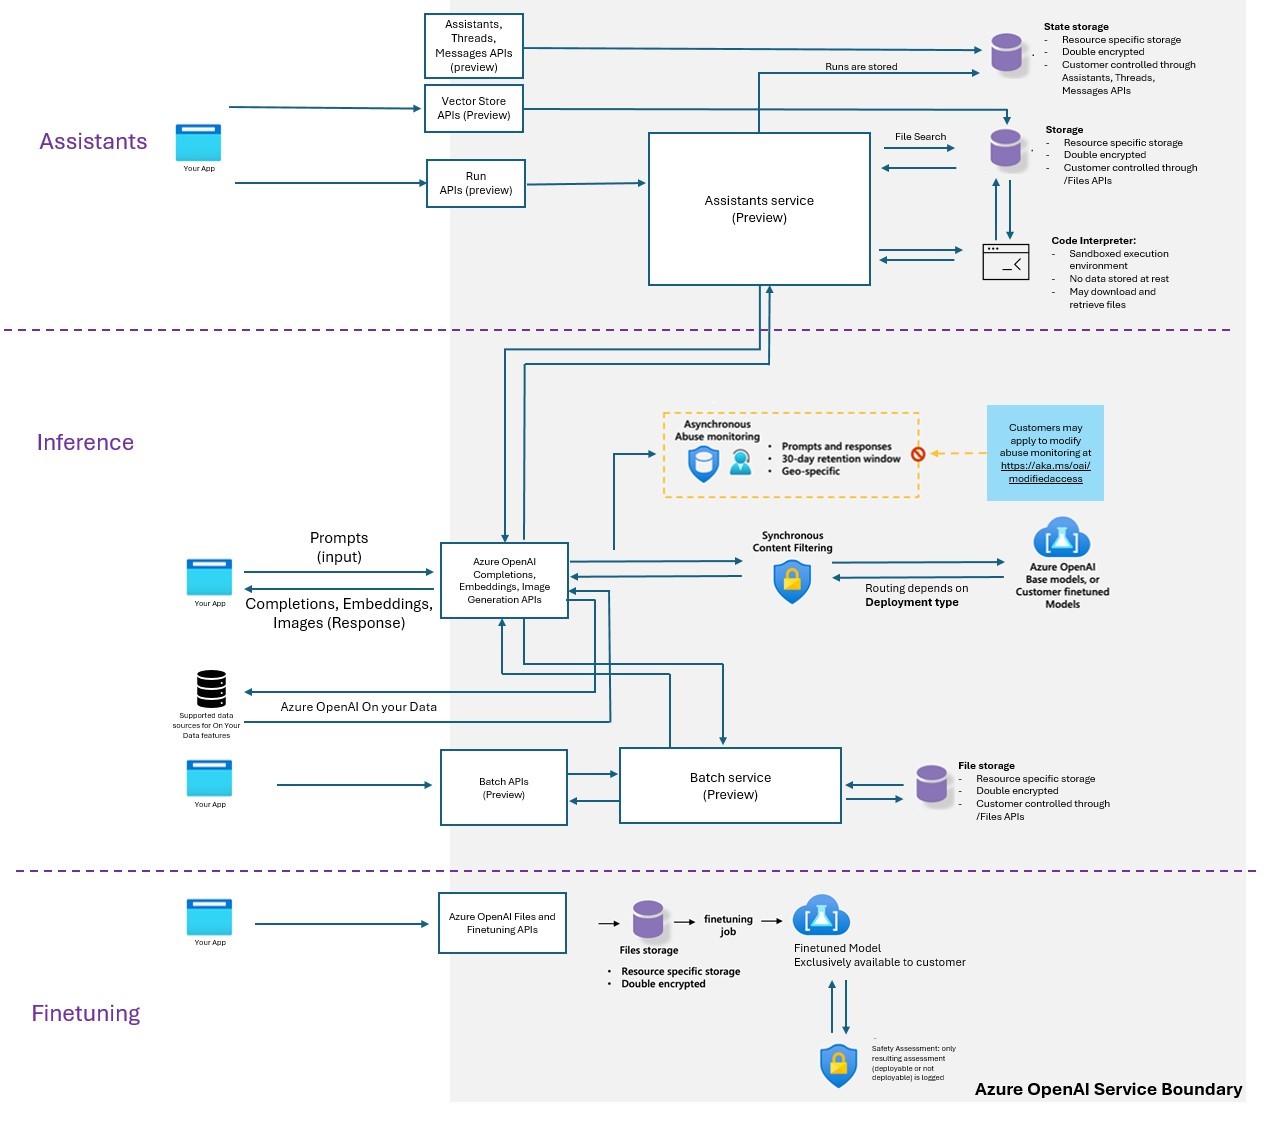 Assistants,
Threads,
Messages APIs
(preview)
State storage
- Resource specific storage
- Double encrypted
- Customer controlled through
Assistants, Threads,
Messages APIs
Runs are stored
Vector Store
APIs (Preview)
Assistants
Your App
File Search
Storage
- Resource specific storage
- Double encrypted
- Customer controlled through
/Files APIs
Run
APIs (preview)
Assistants service
(Preview)
Code Interpreter:
- Sandboxed execution
environment
- No data stored at rest
- May download and
retrieve files
Inference
Asynchronous
Abuse monitoring
• Prompts and responses
• 30-day retention window
• Geo-specific
Customers may
apply to modify
abuse monitoring at
https://aka.ms/oai/
modifiedaccess
Prompts
(input)
Your App
Completions, Embeddings,
Images (Response)
Azure OpenAI
Completions,
Embeddings, Image
Generation APIs
Synchronous
Content Filtering
Routing depends on
Deployment type
Azure OpenAI
Base models, or
Customer finetuned
Models
Supported data
sources for On Your
Data features
Azure OpenAI On your Data
Your App
Batch APIs
(Preview)
Batch service
(Preview)
File storage
- Resource specific storage
- Double encrypted
- Customer controlled through
/Files APIs
Your App
Azure OpenAI Files and
Finetuning APIs
Files storage
• Resource specific storage
• Double encrypted
finetuning
job
Finetuned Model
Exclusively available to customer
Finetuning
-
Safety Assessment: only
resulting assessment
(deployable or not
deployable) is logged
Azure OpenAI Service Boundary